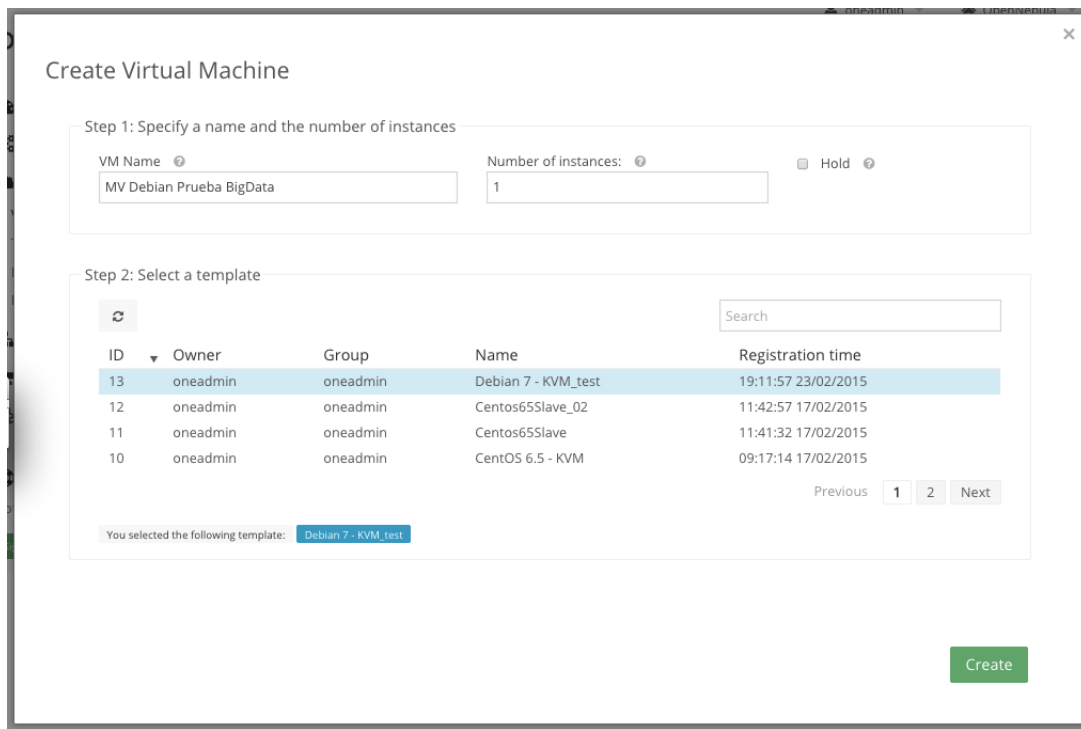 oneadmin OpenNebula
×
Create Virtual Machine
Step 1: Specify a name and the number of instances
VM Name Number of instances: Hold
MV Debian Prueba BigData 1
Step 2: Select a template
Search
ID Owner Group Name Registration time
13 oneadmin oneadmin Debian 7 - KVM_test 19:11:57 23/02/2015
12 oneadmin oneadmin Centos65Slave_02 11:42:57 17/02/2015
11 oneadmin oneadmin Centos65Slave 11:41:32 17/02/2015
10 oneadmin oneadmin CentOS 6.5 - KVM 09:17:14 17/02/2015
Previous 1 2 Next
You selected the following template: Debian 7 - KVM_test
Create